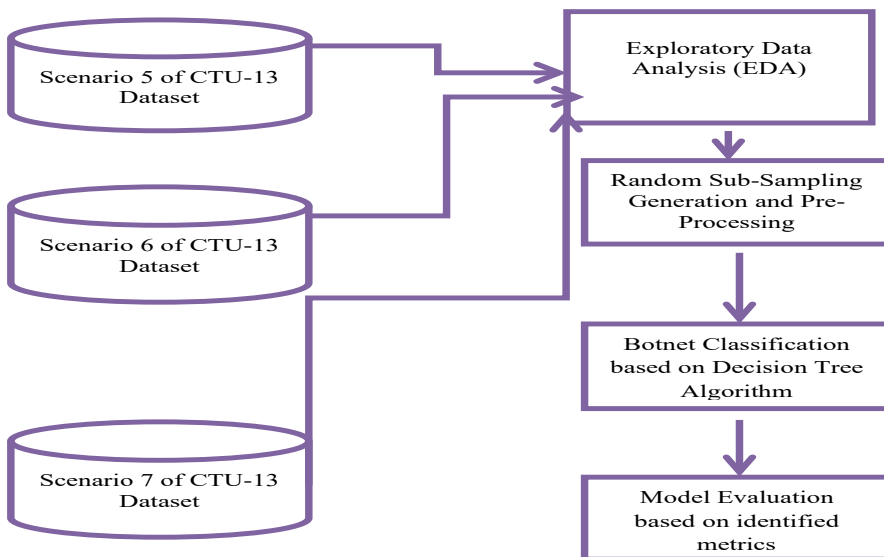 Scenario 5 of CTU-13
Dataset
Scenario 6 of CTU-13
Dataset
Scenario 7 of CTU-13
Dataset
Exploratory Data
Analysis (EDA)
Random Sub-Sampling
Generation and Pre-
Processing
Botnet Classification
based on Decision Tree
Algorithm
Model Evaluation
based on identified
metrics